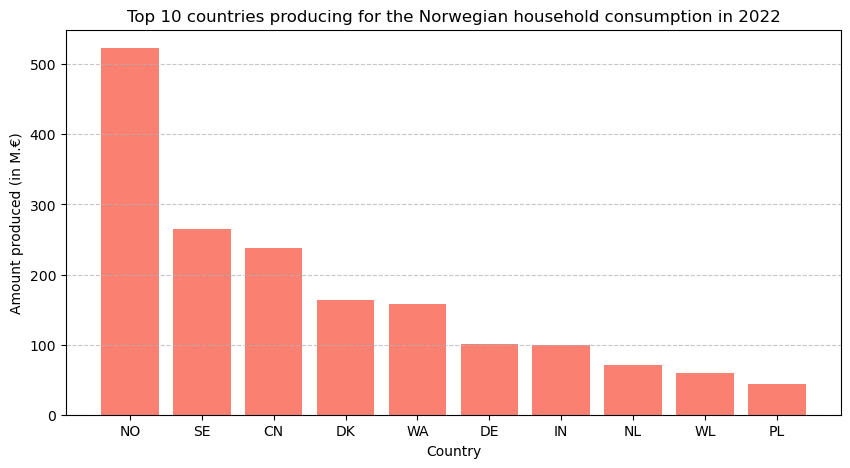 Top 10 countries producing for the Norwegian household consumption in 2022
Amount produced (in M.€)
500
400
300
200
100
0
NO SE CN DK WA DE IN NL WL PL
Country